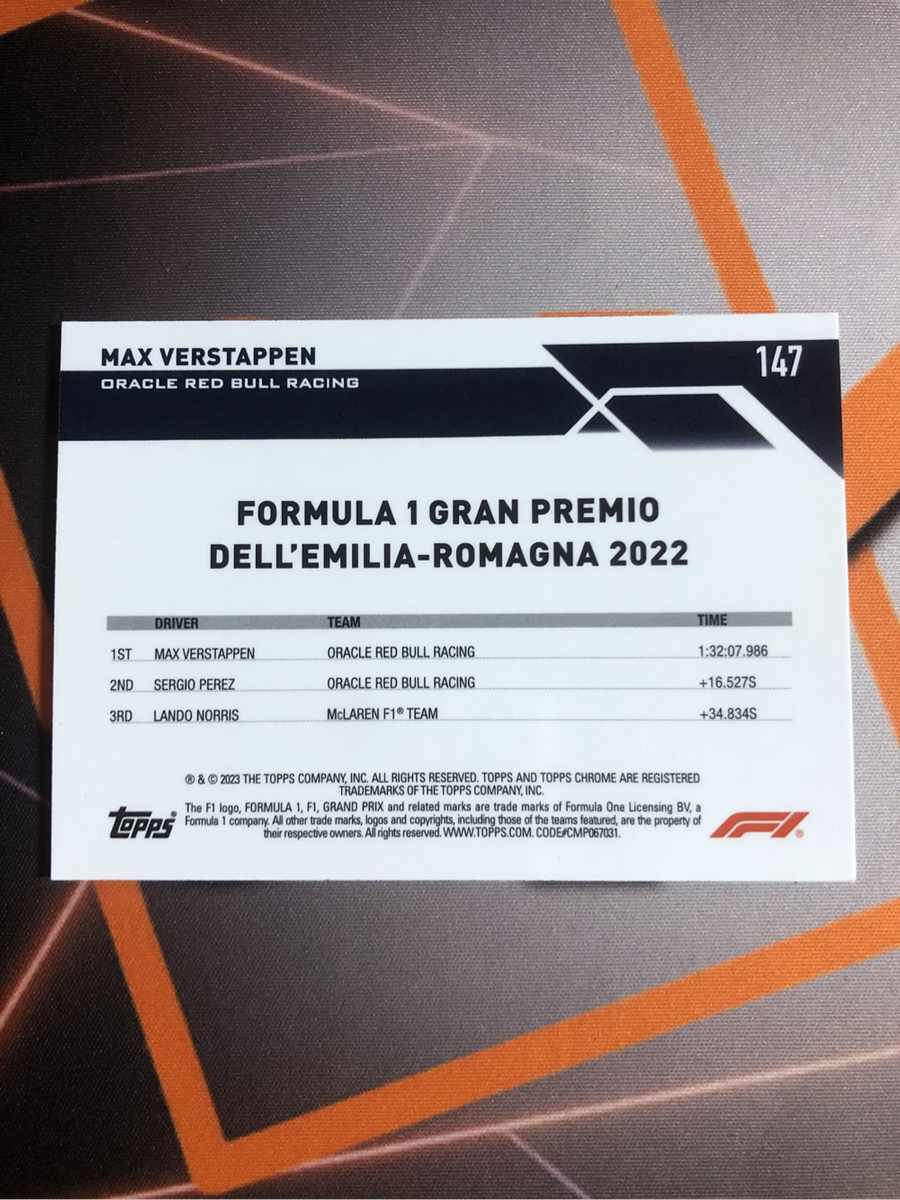 MAX VERSTAPPEN
147
ORACLE RED BULL RACING
FORMULA 1 GRAN PREMIO
DELL'EMILIA-ROMAGNA 2022
DRIVER TEAM TIME
1ST MAX VERSTAPPEN ORACLE RED BULL RACING 1:32:07.986
2ND SERGIO PEREZ ORACLE RED BULL RACING +16.527S
3RD LANDO NORRIS McLAREN F1® TEAM +34.834S
® & © 2023 THE TOPPS COMPANY, INC. ALL RIGHTS RESERVED. TOPPS AND TOPPS CHROME ARE REGISTERED
TRADEMARKS OF THE TOPPS COMPANY, INC.
The F1 logo, FORMULA 1, F1, GRAND PRIX and related marks are trade marks of Formula One Licensing BV, a
Formula 1 company. All other trade marks, logos and copyrights, including those of the teams featured, are the property of
their respective owners. All rights reserved. WWW.TOPPS.COM. CODE#CMP067031.
Topps®
F1®